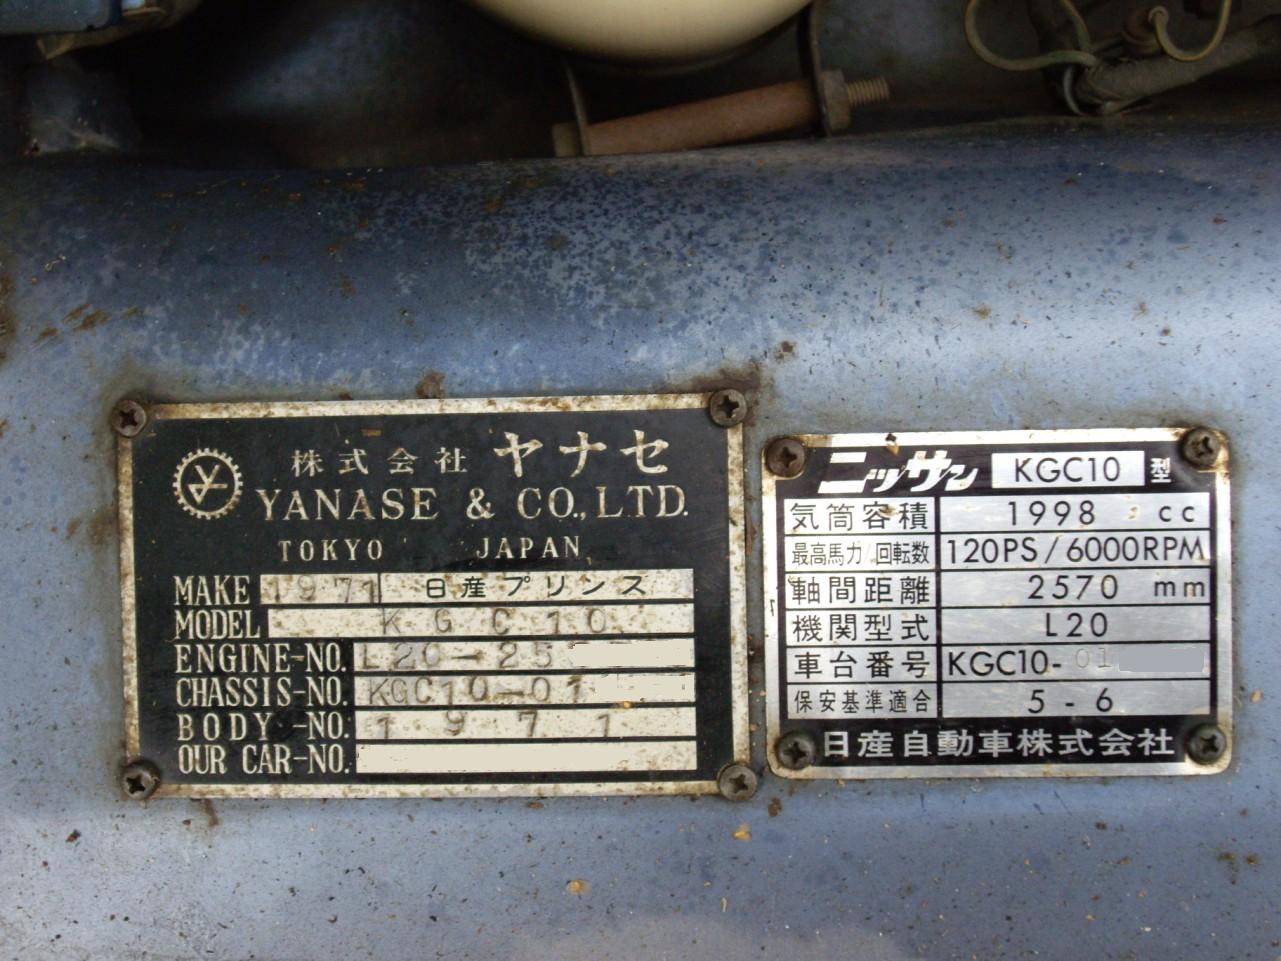 株式会社 ヤナセ
YANASE & CO., LTD.
TOKYO JAPAN
MAKE 1971 日産プリンス
MODEL KGC10
ENGINE-NO. L20-25
CHASSIS-NO. KGC10-01
BODY-NO. 1971
OUR CAR-NO.
ニッサン KGC10 型
気筒容積 1998 cc
最高馬力/回転数 120PS/6000RPM
軸間距離 2570 mm
機関型式 L20
車台番号 KGC10-01
保安基準適合 5-6
日産自動車株式会社